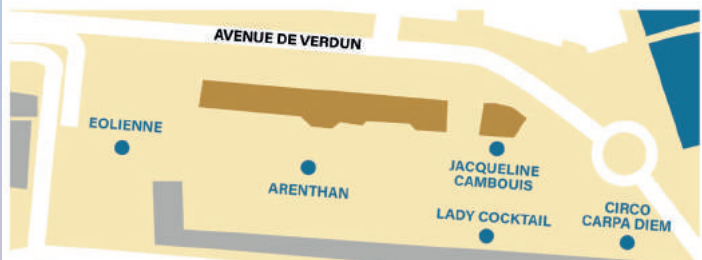 AVENUE DE VERDUN
EOLIENNE
ARENTHAN
JACQUELINE
CAMBOUIS
LADY COCKTAIL
CIRCO
CARPA DIEM